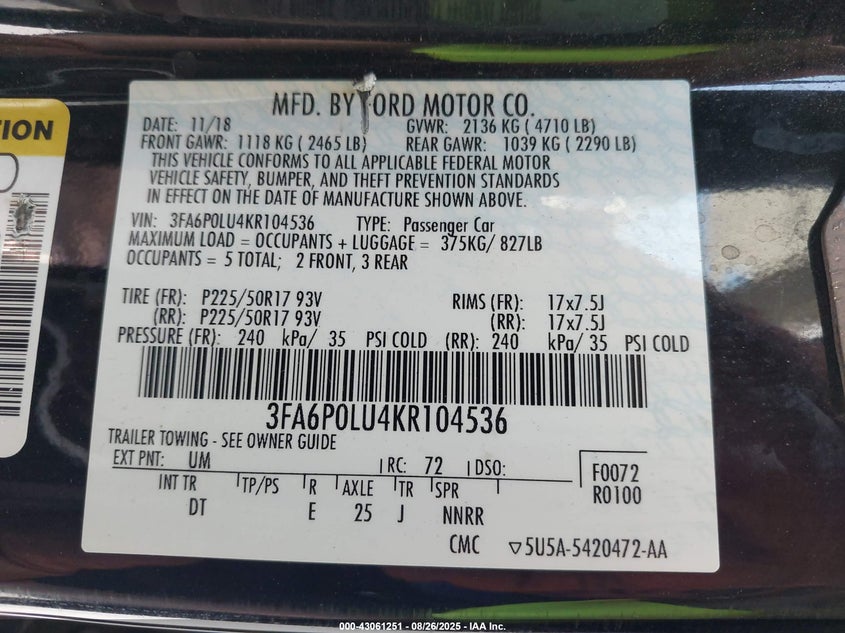 TION
MFD. BY FORD MOTOR CO.
DATE: 11/18 GVWR: 2136 KG ( 4710 LB)
FRONT GAWR: 1118 KG ( 2465 LB) REAR GAWR: 1039 KG ( 2290 LB)
THIS VEHICLE CONFORMS TO ALL APPLICABLE FEDERAL MOTOR
VEHICLE SAFETY, BUMPER, AND THEFT PREVENTION STANDARDS
IN EFFECT ON THE DATE OF MANUFACTURE SHOWN ABOVE.
VIN: 3FA6P0LU4KR104536 TYPE: Passenger Car
MAXIMUM LOAD = OCCUPANTS + LUGGAGE = 375KG/ 827LB
OCCUPANTS = 5 TOTAL; 2 FRONT, 3 REAR
TIRE (FR): P225/50R17 93V RIMS (FR): 17x7.5J
(RR): P225/50R17 93V (RR): 17x7.5J
PRESSURE (FR): 240 kPa/ 35 PSI COLD (RR): 240 kPa/ 35 PSI COLD
3FA6P0LU4KR104536
TRAILER TOWING - SEE OWNER GUIDE
EXT PNT: UM RC: 72 DSO:
F0072
R0100
INT TR TP/PS R AXLE TR SPR
DT E 25 J NNRR
CMC ▽5U5A-5420472-AA
000-43061251 - 08/26/2025 - IAA Inc.